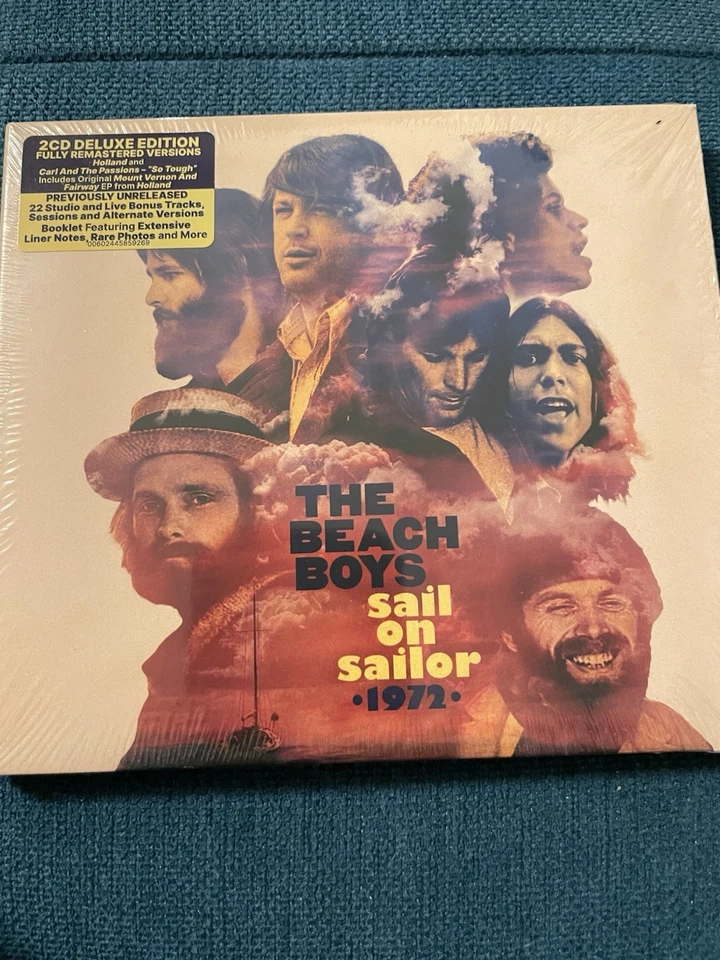 2CD DELUXE EDITION
FULLY REMASTERED VERSIONS
Holland and
Carl And The Passions – "So Tough"
Includes Original Mount Vernon And
Fairway EP from Holland
PREVIOUSLY UNRELEASED
22 Studio and Live Bonus Tracks,
Sessions and Alternate Versions
Booklet Featuring Extensive
Liner Notes, Rare Photos and More
00602445859269
THE
BEACH
BOYS
sail
on
sailor
•1972•